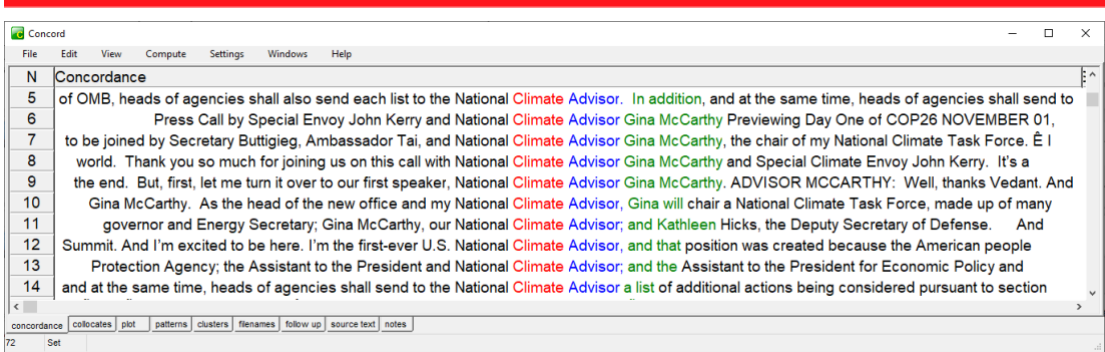 Concord
File Edit View Compute Settings Windows Help
N Concordance
5 of OMB, heads of agencies shall also send each list to the National Climate Advisor. In addition, and at the same time, heads of agencies shall send to
6 Press Call by Special Envoy John Kerry and National Climate Advisor Gina McCarthy Previewing Day One of COP26 NOVEMBER 01,
7 to be joined by Secretary Buttigieg, Ambassador Tai, and National Climate Advisor Gina McCarthy, the chair of my National Climate Task Force. Ê I
8 world. Thank you so much for joining us on this call with National Climate Advisor Gina McCarthy and Special Climate Envoy John Kerry. It's a
9 the end. But, first, let me turn it over to our first speaker, National Climate Advisor Gina McCarthy. ADVISOR MCCARTHY: Well, thanks Vedant. And
10 Gina McCarthy. As the head of the new office and my National Climate Advisor, Gina will chair a National Climate Task Force, made up of many
11 governor and Energy Secretary; Gina McCarthy, our National Climate Advisor; and Kathleen Hicks, the Deputy Secretary of Defense. And
12 Summit. And I'm excited to be here. I'm the first-ever U.S. National Climate Advisor, and that position was created because the American people
13 Protection Agency; the Assistant to the President and National Climate Advisor; and the Assistant to the President for Economic Policy and
14 and at the same time, heads of agencies shall send to the National Climate Advisor a list of additional actions being considered pursuant to section
concordance collocates plot patterns clusters filenames follow up source text notes
72 Set